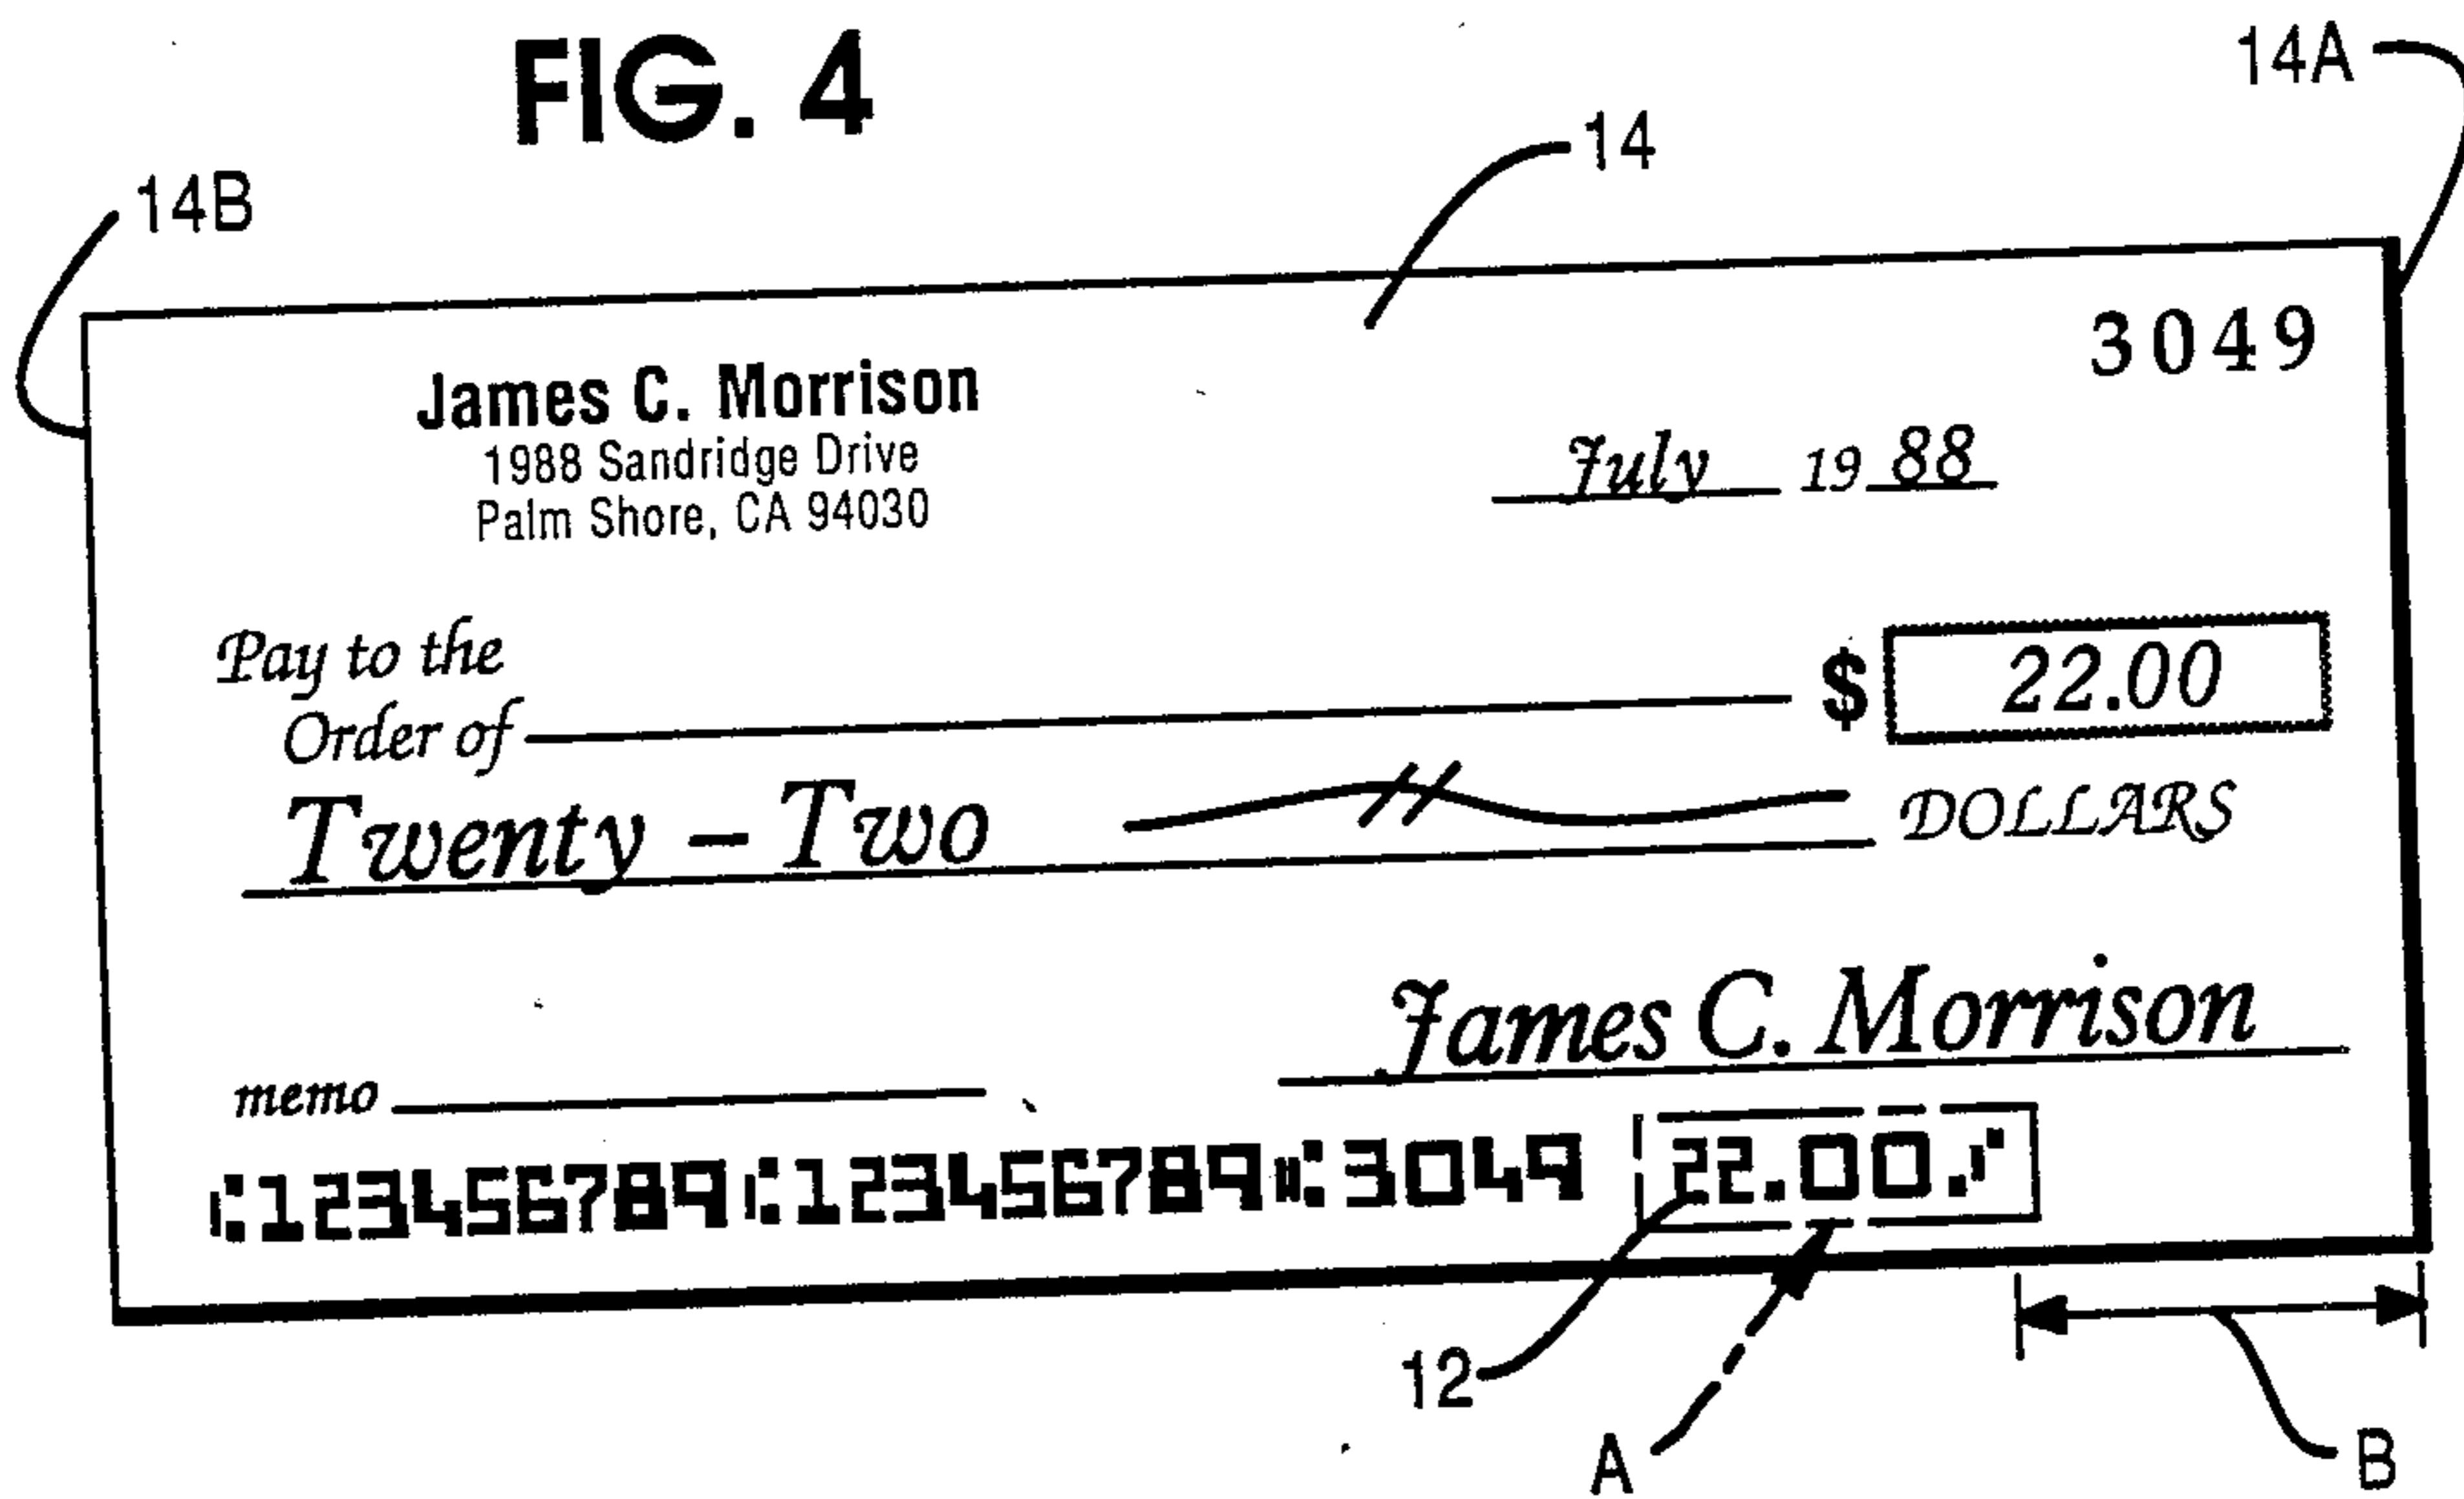 FIG. 4
14A
14
14B
3049
James C. Morrison
1988 Sandridge Drive
Palm Shore, CA 94030
July 19 88
Pay to the
Order of
$ 22.00
Twenty - Two DOLLARS
James C. Morrison
memo
⑆123456789⑆123456789⑈⑆3049 22.00.⑇
12
A
B